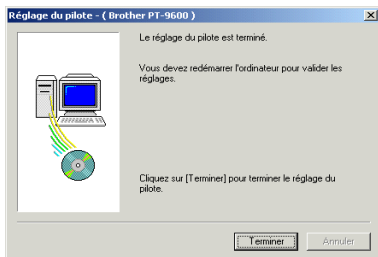 Réglage du pilote - ( Brother PT-9600 )
Le réglage du pilote est terminé.
Vous devez redémarrer l'ordinateur pour valider les
réglages.
Cliquez sur [Terminer] pour terminer le réglage du
pilote.
Terminer
Annuler